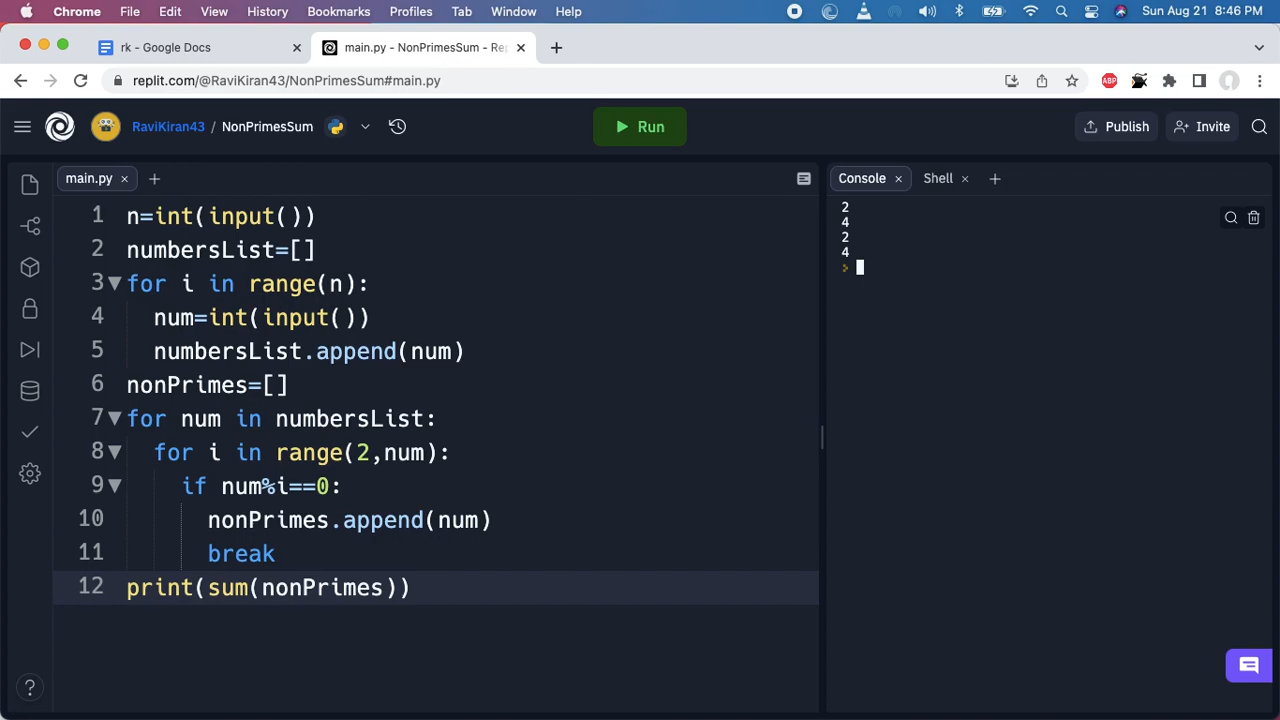 Chrome File Edit View History Bookmarks Profiles Tab Window Help Sun Aug 21 8:46 PM
rk - Google Docs × main.py - NonPrimesSum - Rep × +
replit.com/@RaviKiran43/NonPrimesSum#main.py ABP
RaviKiran43 / NonPrimesSum Run Publish Invite
main.py × + Console × Shell × +
1 n=int(input())
2 numbersList=[]
3 for i in range(n):
4 num=int(input())
5 numbersList.append(num)
6 nonPrimes=[]
7 for num in numbersList:
8 for i in range(2,num):
9 if num%i==0:
10 nonPrimes.append(num)
11 break
12 print(sum(nonPrimes))
2
4
2
4
?